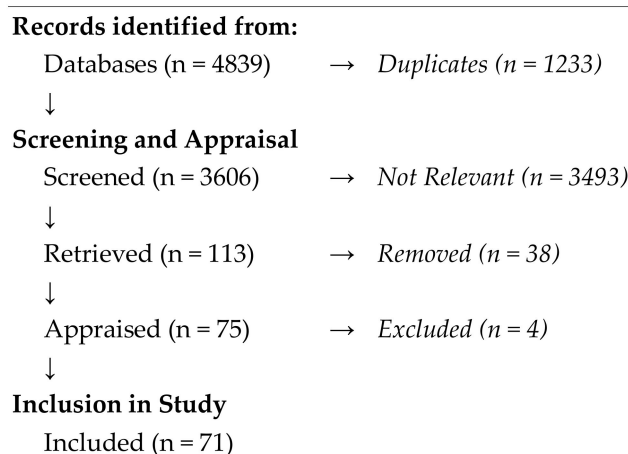 Records identified from:
Databases (n = 4839) → Duplicates (n = 1233)
↓
Screening and Appraisal
Screened (n = 3606) → Not Relevant (n = 3493)
↓
Retrieved (n = 113) → Removed (n = 38)
↓
Appraised (n = 75) → Excluded (n = 4)
↓
Inclusion in Study
Included (n = 71)